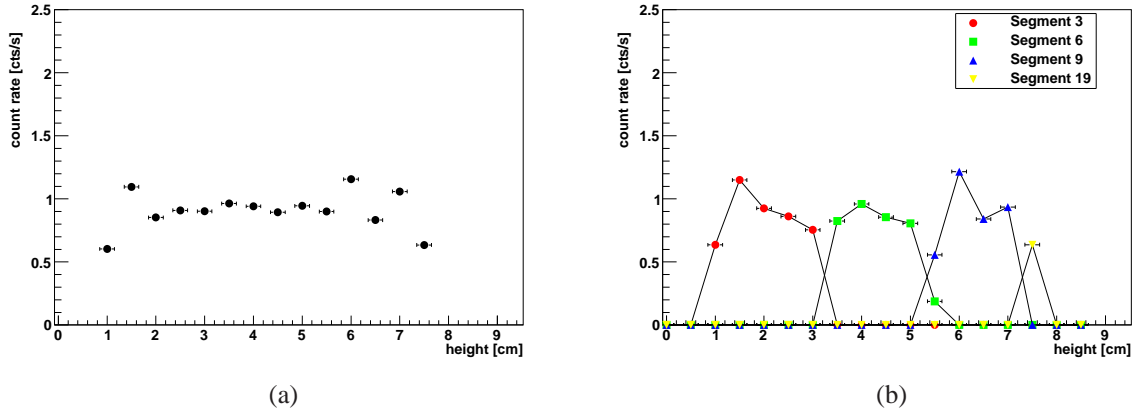 2.5
2
1.5
1
0.5
0
count rate [cts/s]
0 1 2 3 4 5 6 7 8 9
height [cm]
(a)
2.5
2
1.5
1
0.5
0
count rate [cts/s]
Segment 3
Segment 6
Segment 9
Segment 19
0 1 2 3 4 5 6 7 8 9
height [cm]
(b)